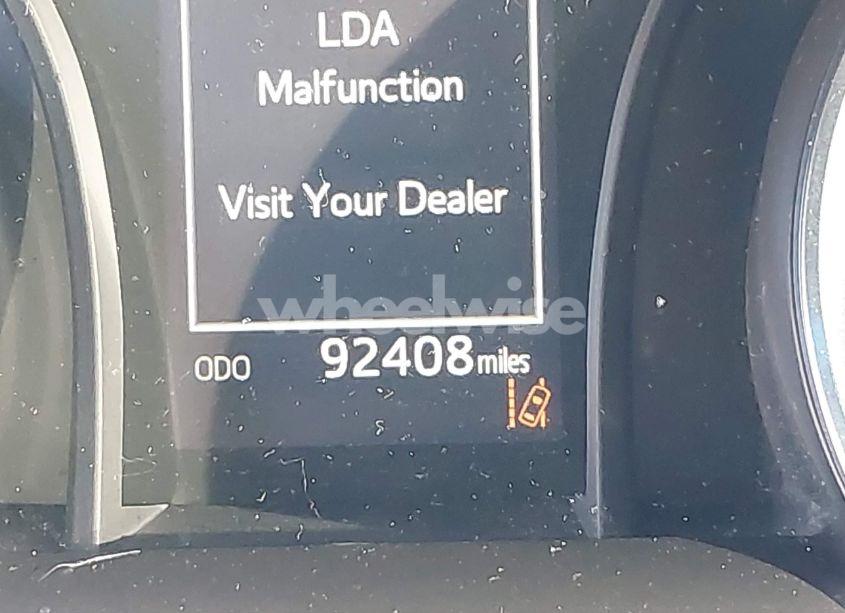 LDA
Malfunction
Visit Your Dealer
wheelwise
ODO 92408 miles